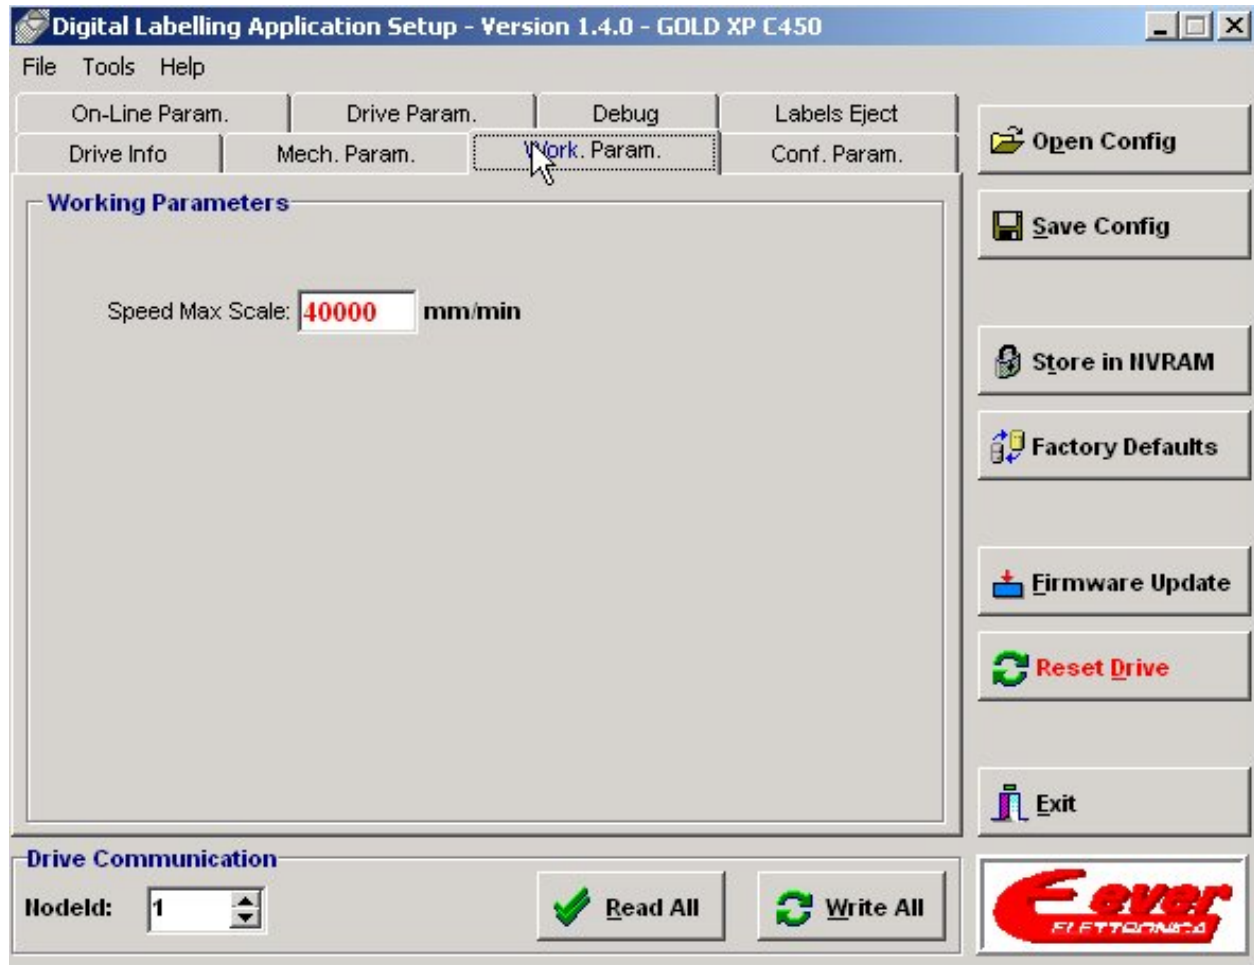 Digital Labelling Application Setup - Version 1.4.0 - GOLD XP C450
File Tools Help
On-Line Param. Drive Param. Debug Labels Eject
Drive Info Mech. Param. Work. Param. Conf. Param.
Working Parameters
Speed Max Scale: 40000 mm/min
Open Config
Save Config
Store in NVRAM
Factory Defaults
Firmware Update
Reset Drive
Exit
Drive Communication
NodeId: 1 Read All Write All
ever
ELETTRONICA